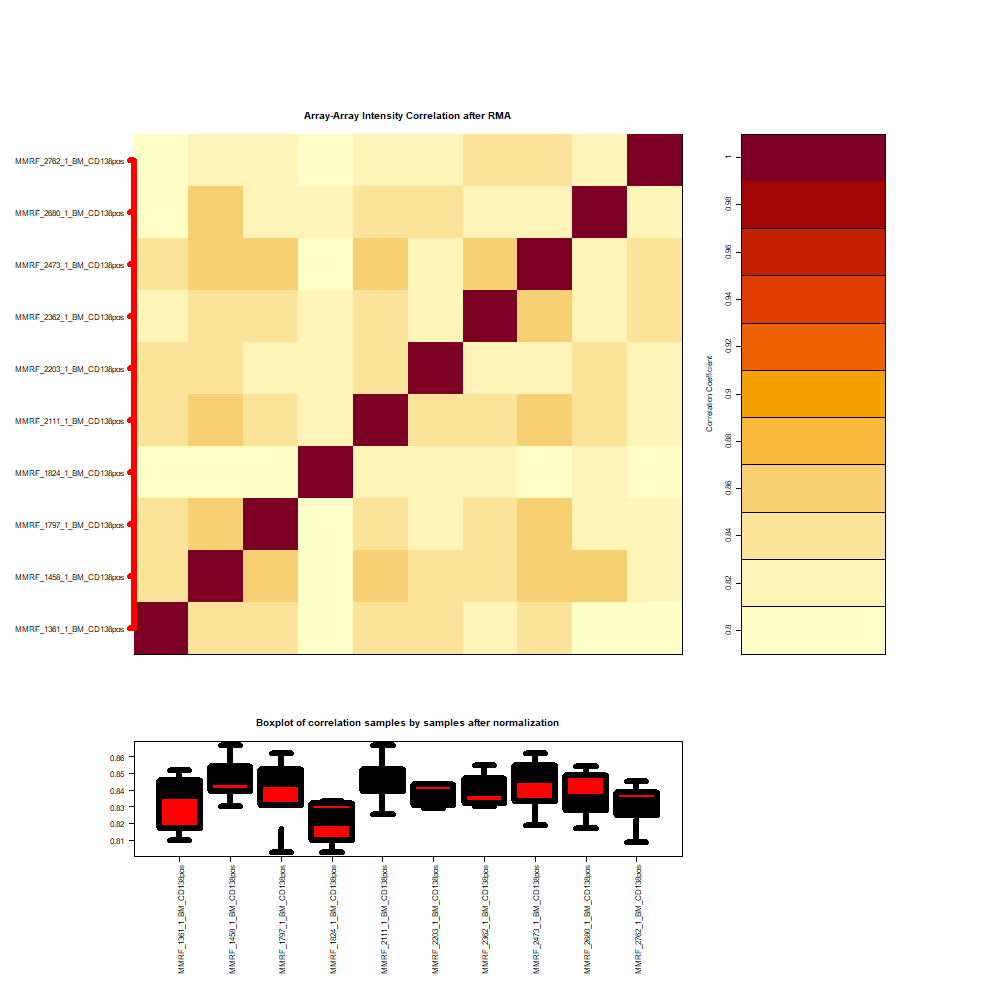 Array-Array Intensity Correlation after RMA
MMRF_2762_1_BM_CD138pos
MMRF_2680_1_BM_CD138pos
MMRF_2473_1_BM_CD138pos
MMRF_2362_1_BM_CD138pos
MMRF_2203_1_BM_CD138pos
MMRF_2111_1_BM_CD138pos
MMRF_1824_1_BM_CD138pos
MMRF_1797_1_BM_CD138pos
MMRF_1458_1_BM_CD138pos
MMRF_1361_1_BM_CD138pos
Correlation Coefficient
1
0.98
0.96
0.94
0.92
0.9
0.88
0.86
0.84
0.82
0.8
Boxplot of correlation samples by samples after normalization
0.86
0.85
0.84
0.83
0.82
0.81
MMRF_1361_1_BM_CD138pos
MMRF_1458_1_BM_CD138pos
MMRF_1797_1_BM_CD138pos
MMRF_1824_1_BM_CD138pos
MMRF_2111_1_BM_CD138pos
MMRF_2203_1_BM_CD138pos
MMRF_2362_1_BM_CD138pos
MMRF_2473_1_BM_CD138pos
MMRF_2680_1_BM_CD138pos
MMRF_2762_1_BM_CD138pos